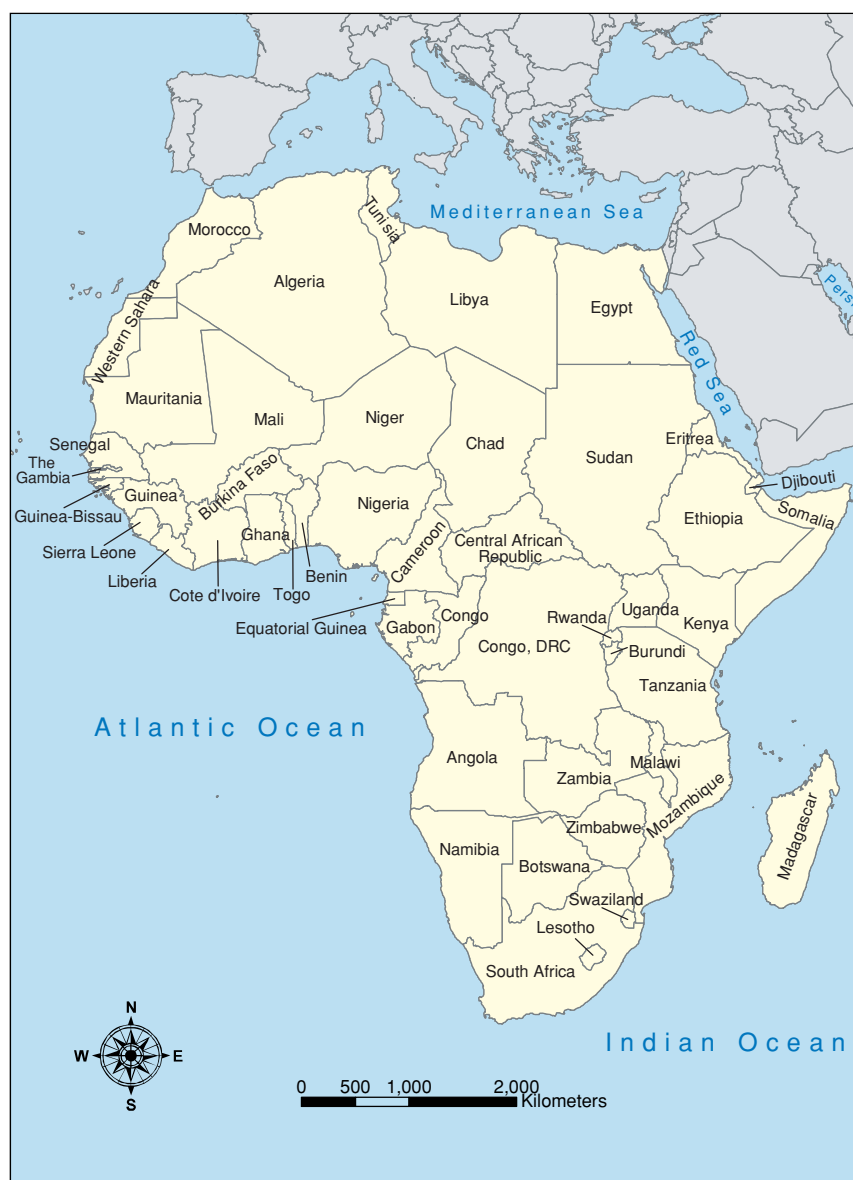 Mediterranean Sea
Tunisia
Morocco
Algeria
Libya
Egypt
Persi
Western Sahara
Red Sea
Mauritania
Mali
Niger
Chad
Sudan
Eritrea
Senegal
The
Gambia
Djibouti
Guinea
Burkina Faso
Nigeria
Somalia
Guinea-Bissau
Ethiopia
Ghana
Cameroon
Central African
Republic
Sierra Leone
Liberia
Benin
Cote d'Ivoire
Togo
Equatorial Guinea
Gabon
Congo
Congo, DRC
Rwanda
Uganda
Kenya
Burundi
Tanzania
Atlantic Ocean
Angola
Zambia
Malawi
Mozambique
Madagascar
Zimbabwe
Namibia
Botswana
Swaziland
Lesotho
South Africa
Indian Ocean
N
W
E
S
0 500 1,000 2,000
Kilometers